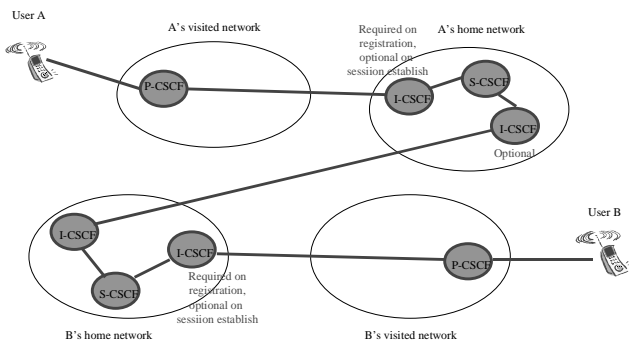 User A
A's visited network
Required on
registration,
optional on
sessiion establish
A's home network
P-CSCF
I-CSCF
S-CSCF
I-CSCF
Optional
User B
I-CSCF
S-CSCF
I-CSCF
Required on
registration,
optional on
sessiion establish
P-CSCF
B's home network
B's visited network